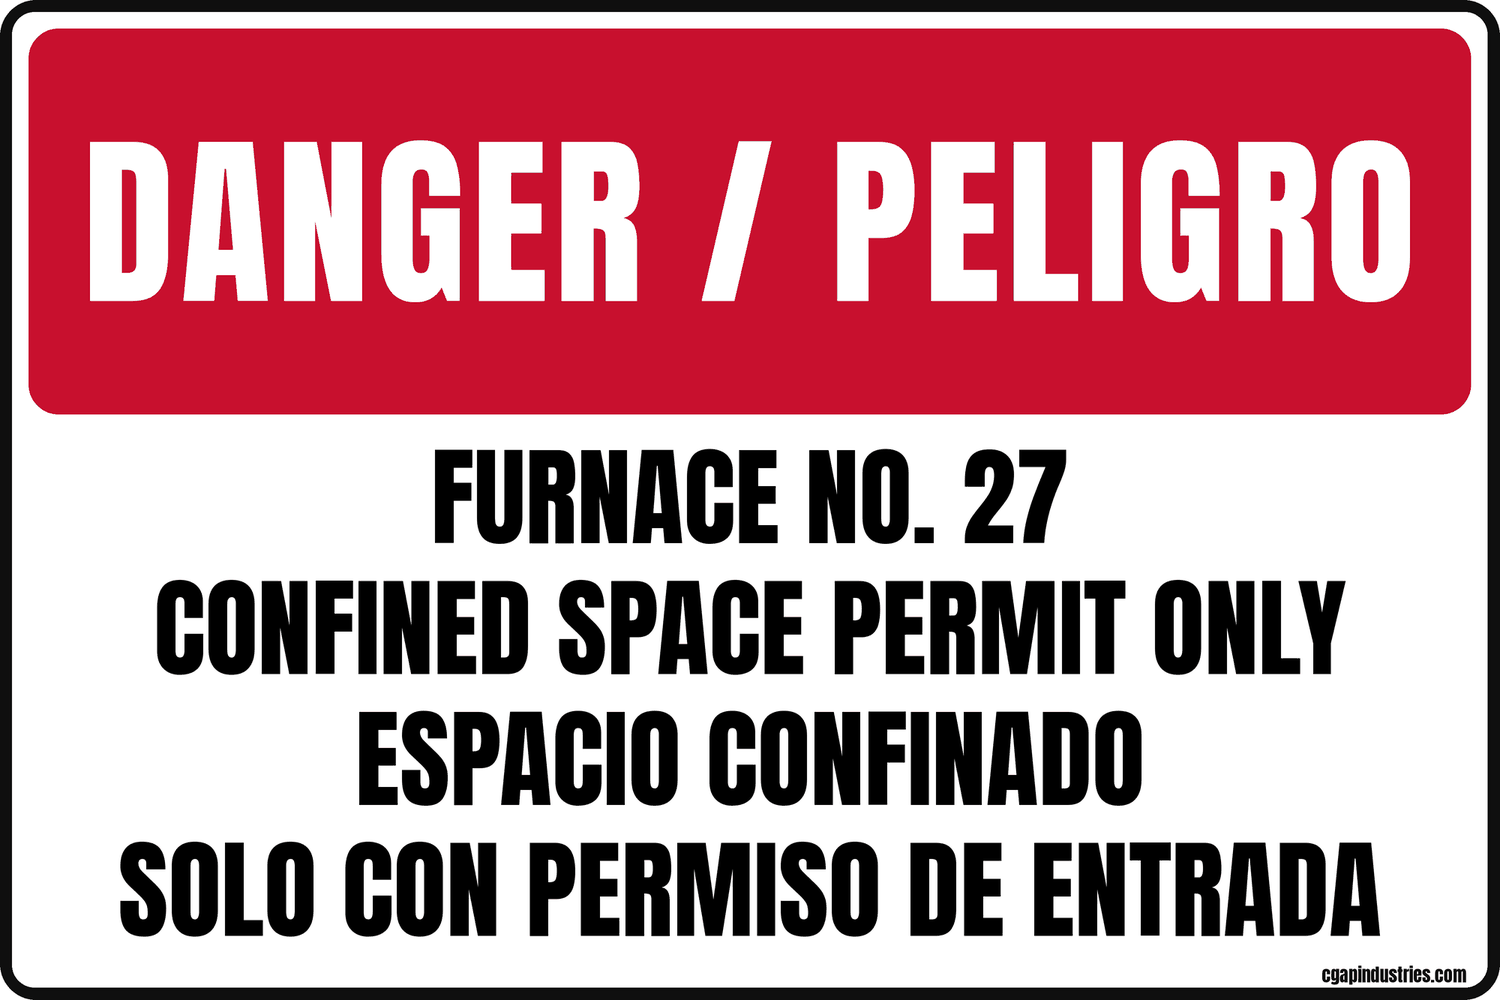 DANGER / PELIGRO
FURNACE NO. 27
CONFINED SPACE PERMIT ONLY
ESPACIO CONFINADO
SOLO CON PERMISO DE ENTRADA
cgapindustries.com